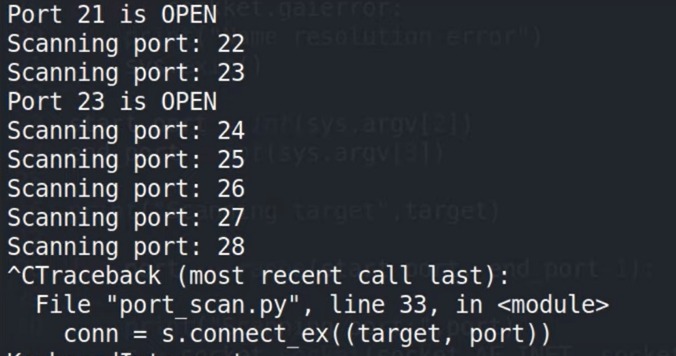 Port 21 is OPEN
Scanning port: 22
Scanning port: 23
Port 23 is OPEN
Scanning port: 24
Scanning port: 25
Scanning port: 26
Scanning port: 27
Scanning port: 28
^CTraceback (most recent call last):
File "port_scan.py", line 33, in <module>
conn = s.connect_ex((target, port))